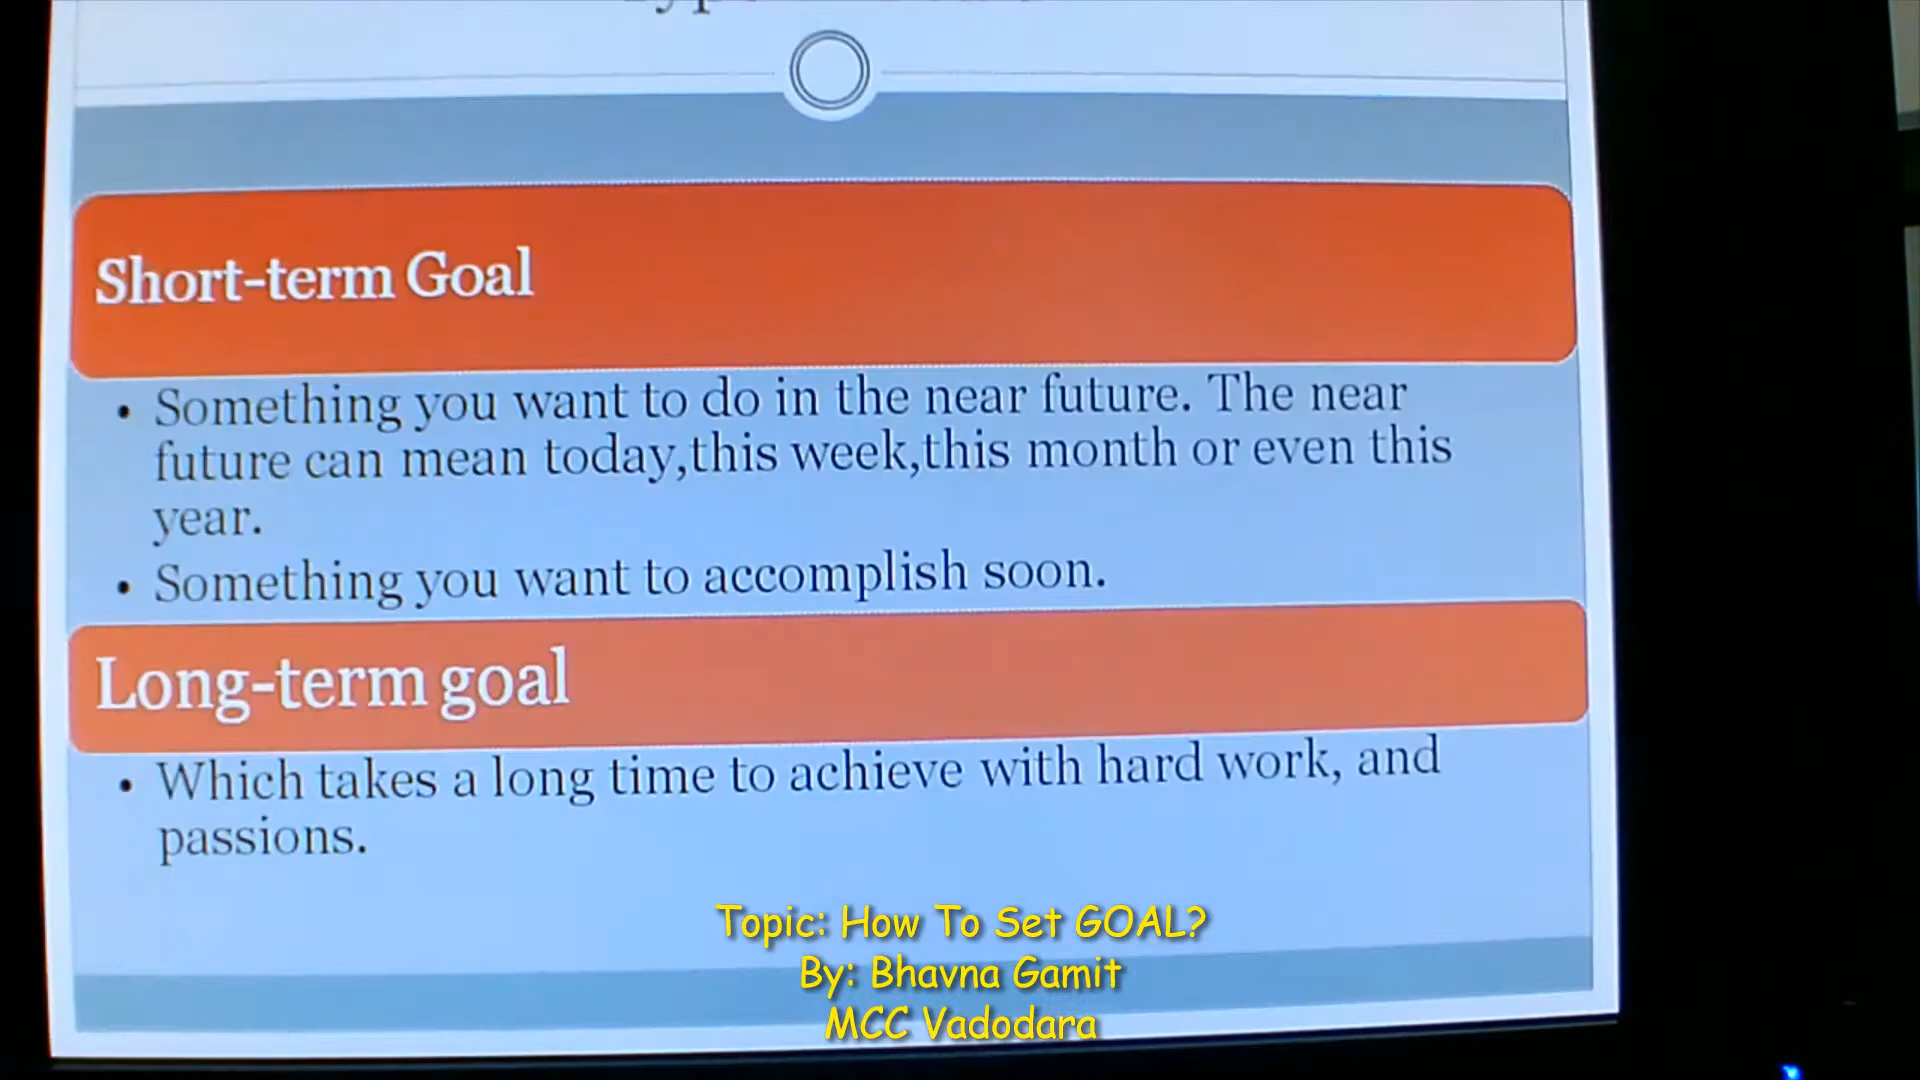 Short-term Goal
• Something you want to do in the near future. The near
future can mean today,this week,this month or even this
year.
• Something you want to accomplish soon.
Long-term goal
• Which takes a long time to achieve with hard work, and
passions.
Topic: How To Set GOAL?
By: Bhavna Gamit
MCC Vadodara